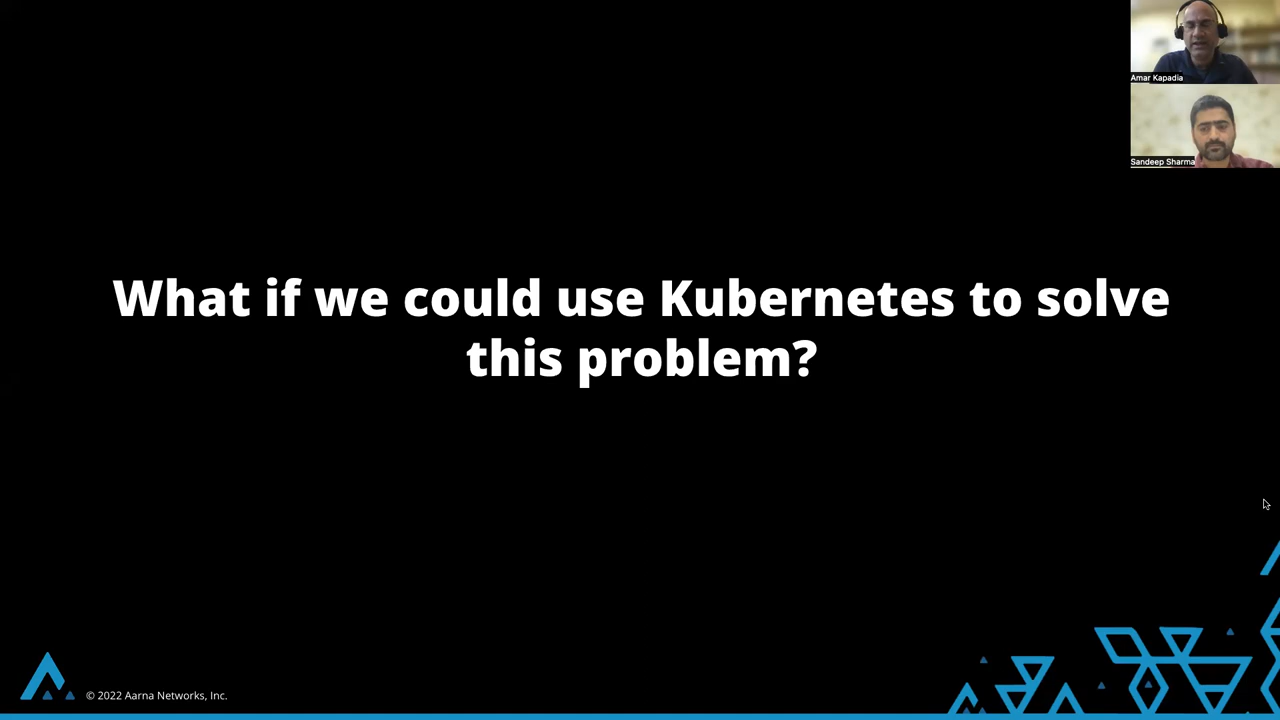 Amar Kapadia
Sandeep Sharma
What if we could use Kubernetes to solve
this problem?
© 2022 Aarna Networks, Inc.